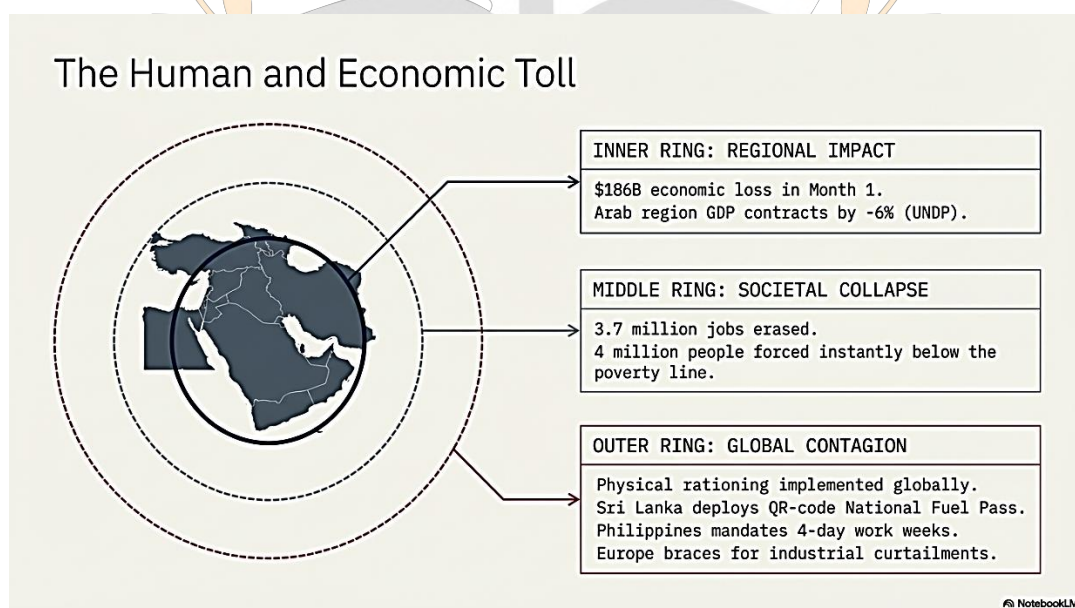 The Human and Economic Toll
INNER RING: REGIONAL IMPACT
$186B economic loss in Month 1.
Arab region GDP contracts by -6% (UNDP).
MIDDLE RING: SOCIETAL COLLAPSE
3.7 million jobs erased.
4 million people forced instantly below the
poverty line.
OUTER RING: GLOBAL CONTAGION
Physical rationing implemented globally.
Sri Lanka deploys QR-code National Fuel Pass.
Philippines mandates 4-day work weeks.
Europe braces for industrial curtailments.
NotebookLM